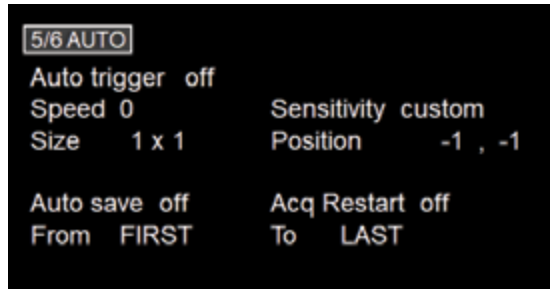 5/6 AUTO
Auto trigger off
Speed 0 Sensitivity custom
Size 1 x 1 Position -1 , -1
Auto save off Acq Restart off
From FIRST To LAST